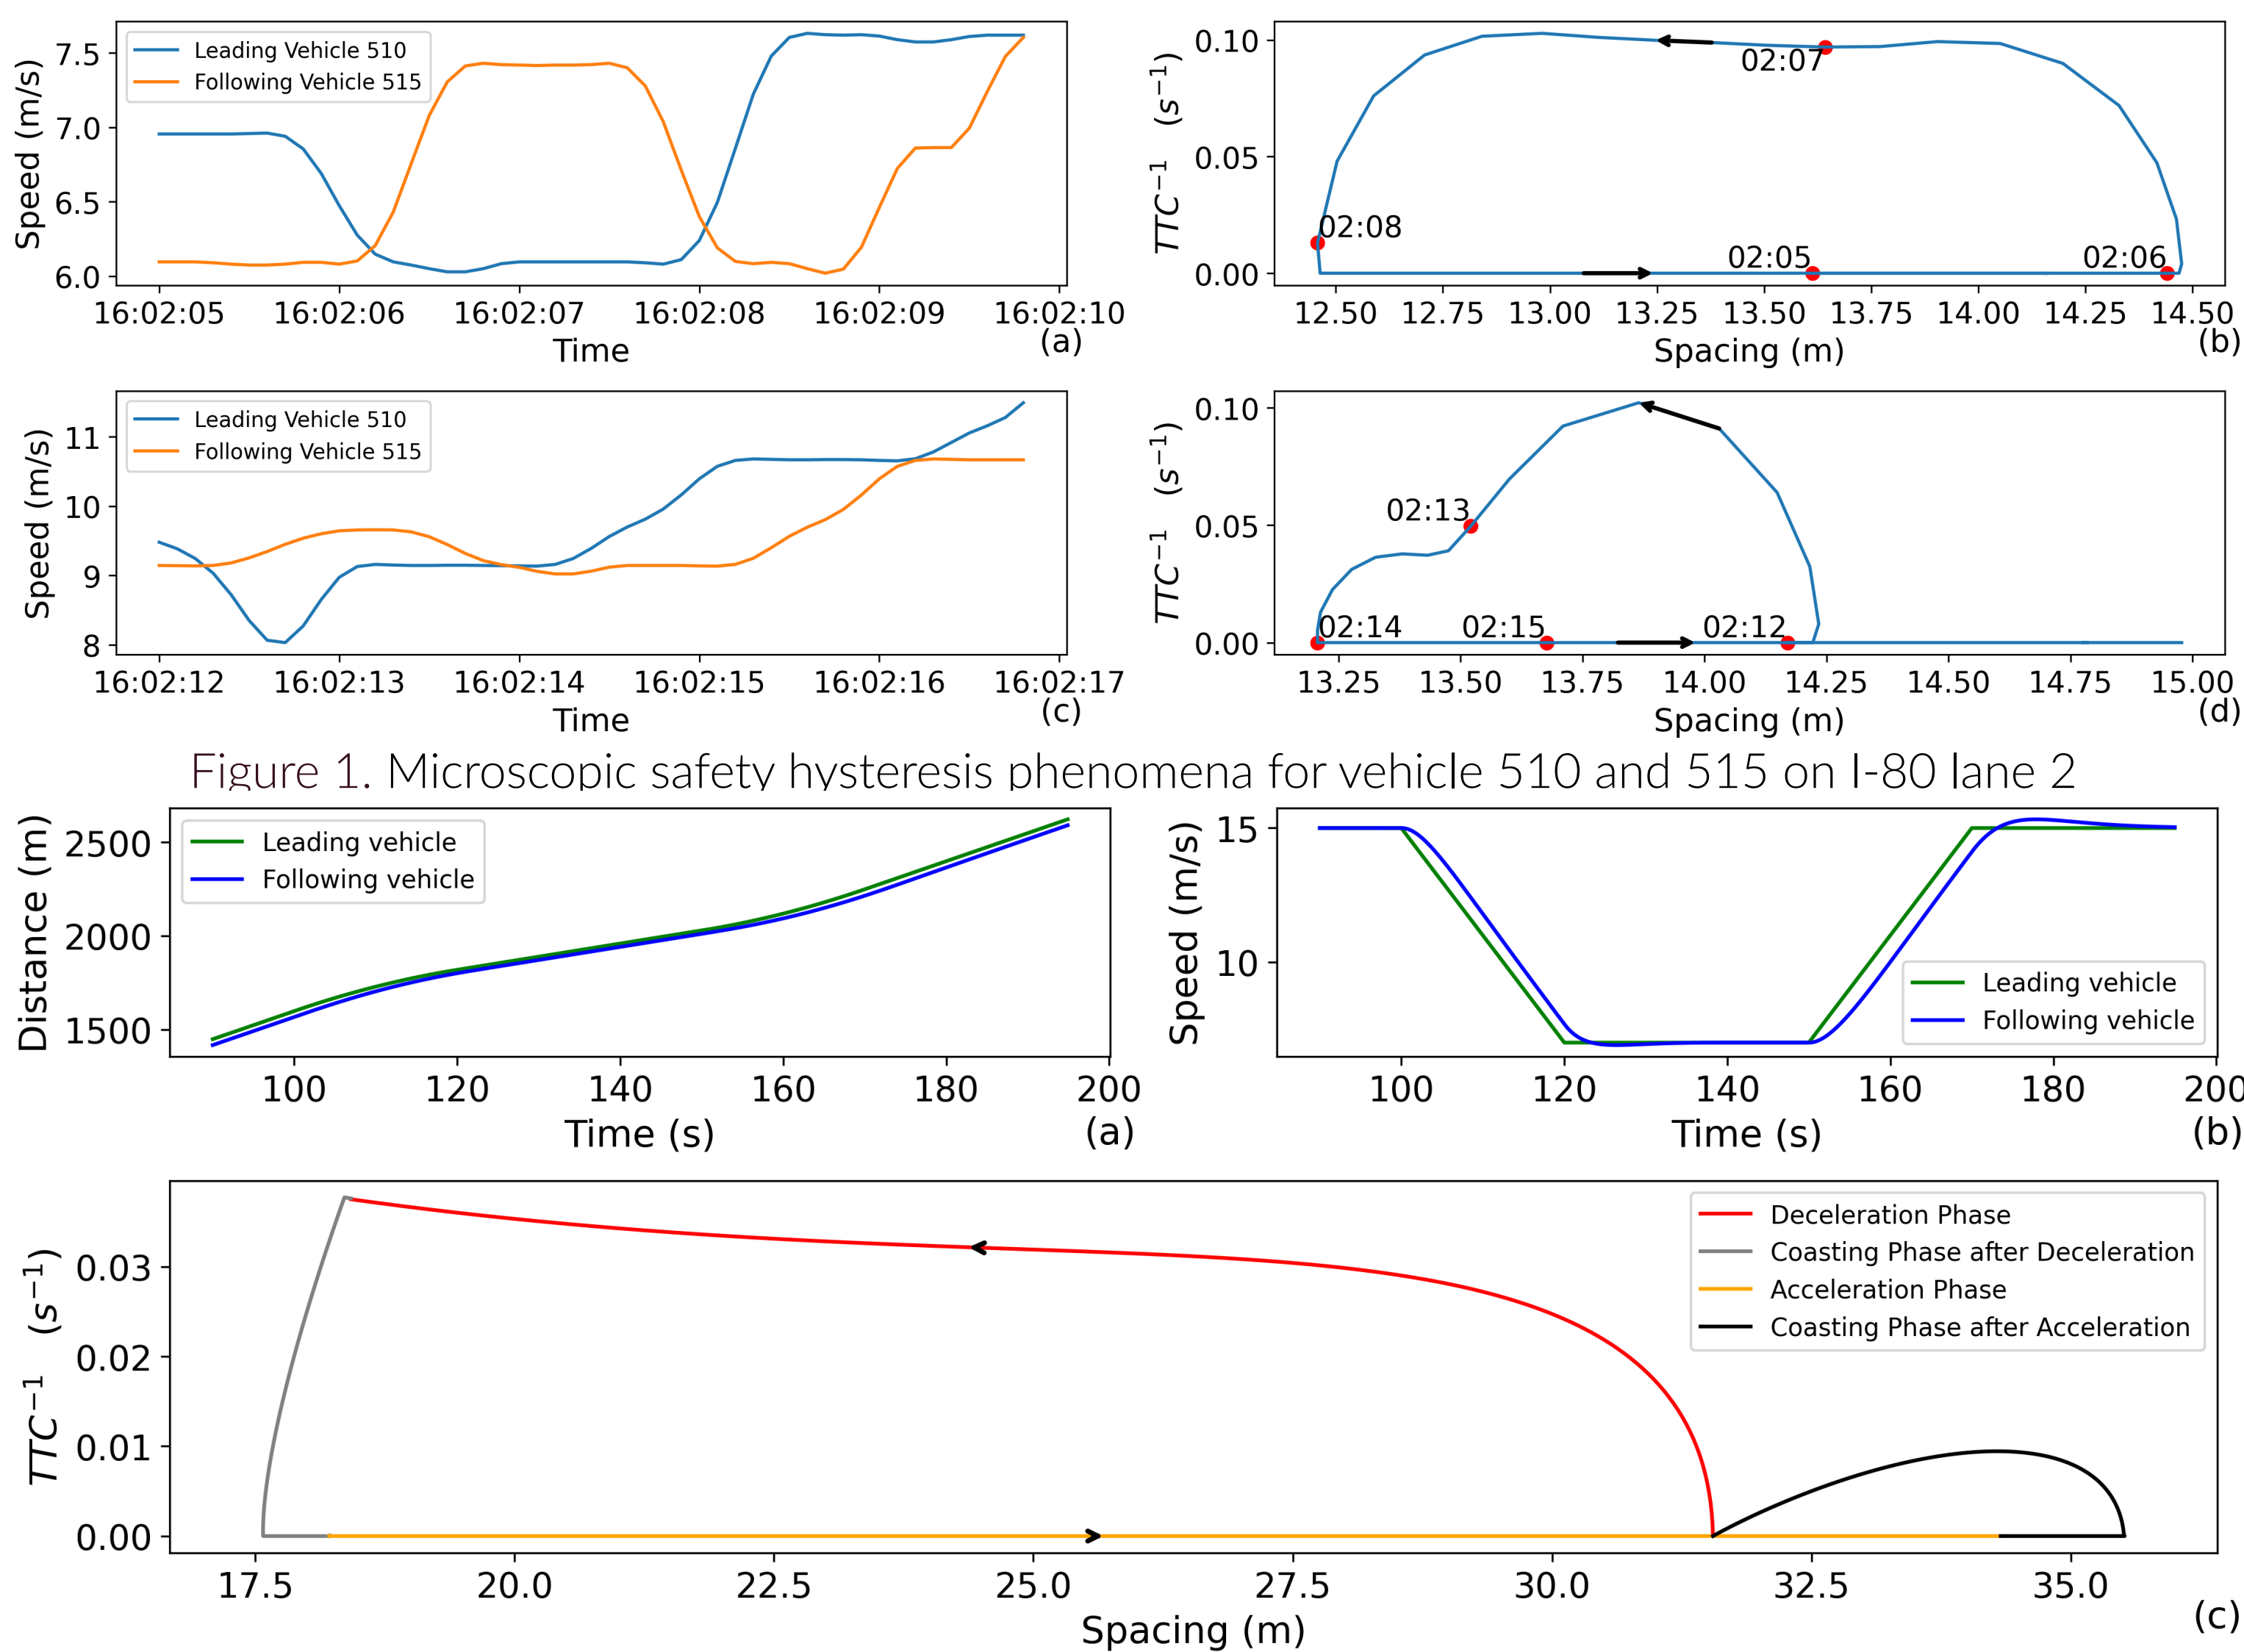 Leading Vehicle 510
Following Vehicle 515
Speed (m/s)
7.5
7.0
6.5
6.0
16:02:05 16:02:06 16:02:07 16:02:08 16:02:09 16:02:10
Time
(a)
TTC⁻¹ (s⁻¹)
0.10
0.05
0.00
02:07
02:08
02:05
02:06
12.50 12.75 13.00 13.25 13.50 13.75 14.00 14.25 14.50
Spacing (m)
(b)
Leading Vehicle 510
Following Vehicle 515
Speed (m/s)
11
10
9
8
16:02:12 16:02:13 16:02:14 16:02:15 16:02:16 16:02:17
Time
(c)
TTC⁻¹ (s⁻¹)
0.10
0.05
0.00
02:13
02:14
02:15
02:12
13.25 13.50 13.75 14.00 14.25 14.50 14.75 15.00
Spacing (m)
(d)
Figure 1. Microscopic safety hysteresis phenomena for vehicle 510 and 515 on I-80 lane 2
Leading vehicle
Following vehicle
Distance (m)
2500
2000
1500
100 120 140 160 180 200
Time (s)
(a)
Speed (m/s)
15
10
Leading vehicle
Following vehicle
100 120 140 160 180 200
Time (s)
(b)
TTC⁻¹ (s⁻¹)
0.03
0.02
0.01
0.00
Deceleration Phase
Coasting Phase after Deceleration
Acceleration Phase
Coasting Phase after Acceleration
17.5 20.0 22.5 25.0 27.5 30.0 32.5 35.0
Spacing (m)
(c)